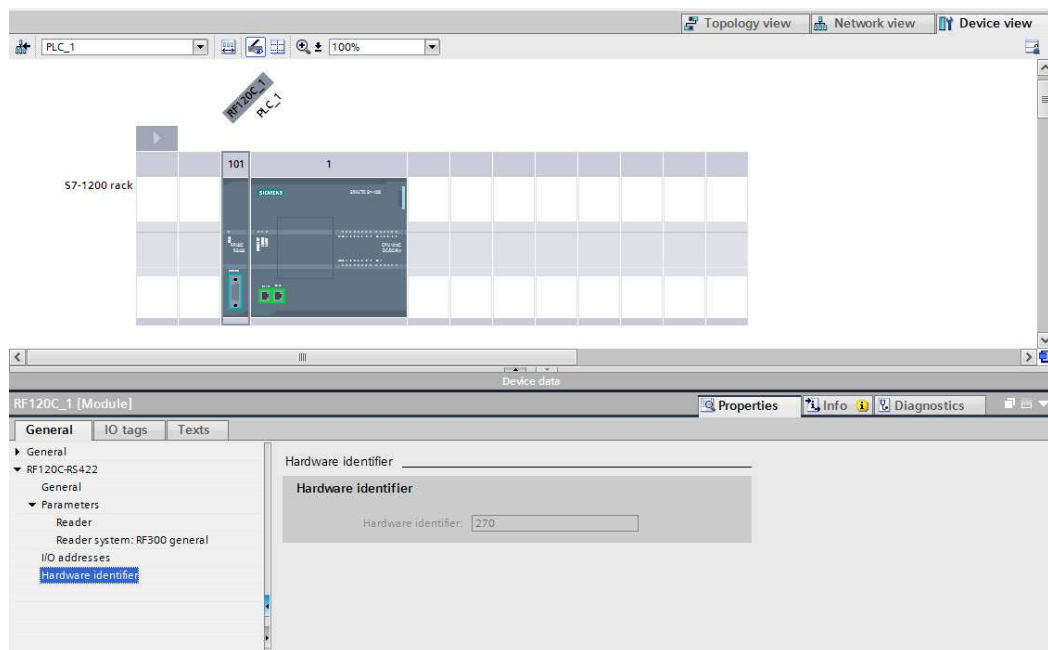 Topology view Network view Device view
PLC_1 100%
RF120C_1
PLC_1
101 1
S7-1200 rack
SIEMENS
Device data
RF120C_1 [Module] Properties Info Diagnostics
General IO tags Texts
General
RF120C-RS422
General
Parameters
Reader
Reader system: RF300 general
I/O addresses
Hardware identifier
Hardware identifier
Hardware identifier
Hardware identifier: 270